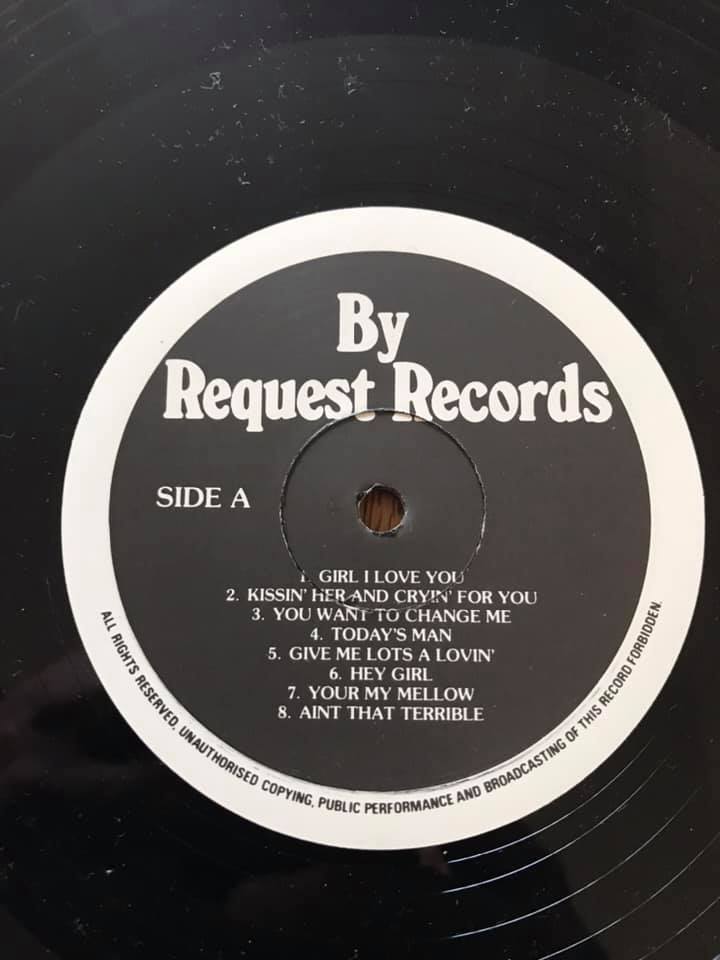 By
Request Records
SIDE A
1. GIRL I LOVE YOU
2. KISSIN' HER AND CRYIN' FOR YOU
3. YOU WANT TO CHANGE ME
4. TODAY'S MAN
5. GIVE ME LOTS A LOVIN'
6. HEY GIRL
7. YOUR MY MELLOW
8. AINT THAT TERRIBLE
ALL RIGHTS RESERVED. UNAUTHORISED COPYING, PUBLIC PERFORMANCE AND BROADCASTING OF THIS RECORD FORBIDDEN.